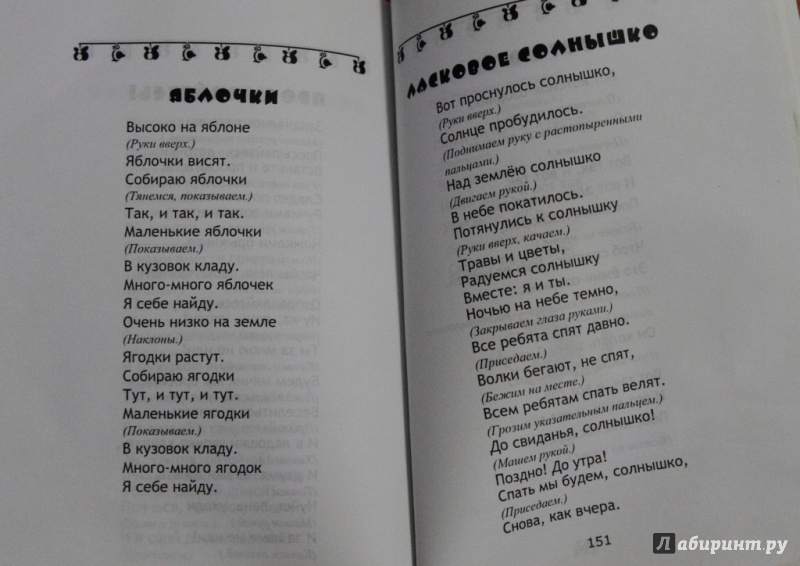 ЯБЛОЧКИ
Высоко на яблоне
(Руки вверх.)
Яблочки висят.
Собираю яблочки
(Тянемся, показываем.)
Так, и так, и так.
Маленькие яблочки
(Показываем.)
В кузовок кладу.
Много-много яблочек
Я себе найду.
Очень низко на земле
(Наклоны.)
Ягодки растут.
Собираю ягодки
Тут, и тут, и тут.
Маленькие ягодки
(Показываем.)
В кузовок кладу.
Много-много ягодок
Я себе найду.
ЛАСКОВОЕ СОЛНЫШКО
Вот проснулось солнышко,
(Руки вверх.)
Солнце пробудилось.
(Поднимаем руку с растопыренными
пальцами.)
Над землёю солнышко
(Двигаем рукой.)
В небе покатилось.
Потянулись к солнышку
(Руки вверх, качаем.)
Травы и цветы,
Радуемся солнышку
Вместе: я и ты.
Ночью на небе темно,
(Закрываем глаза руками.)
Все ребята спят давно.
(Приседаем.)
Волки бегают, не спят,
(Бежим на месте.)
Всем ребятам спать велят.
(Грозим указательным пальцем.)
До свиданья, солнышко!
(Машем рукой.)
Поздно! До утра!
Спать мы будем, солнышко,
(Приседаем.)
Снова, как вчера.
151
Лабиринт.ру